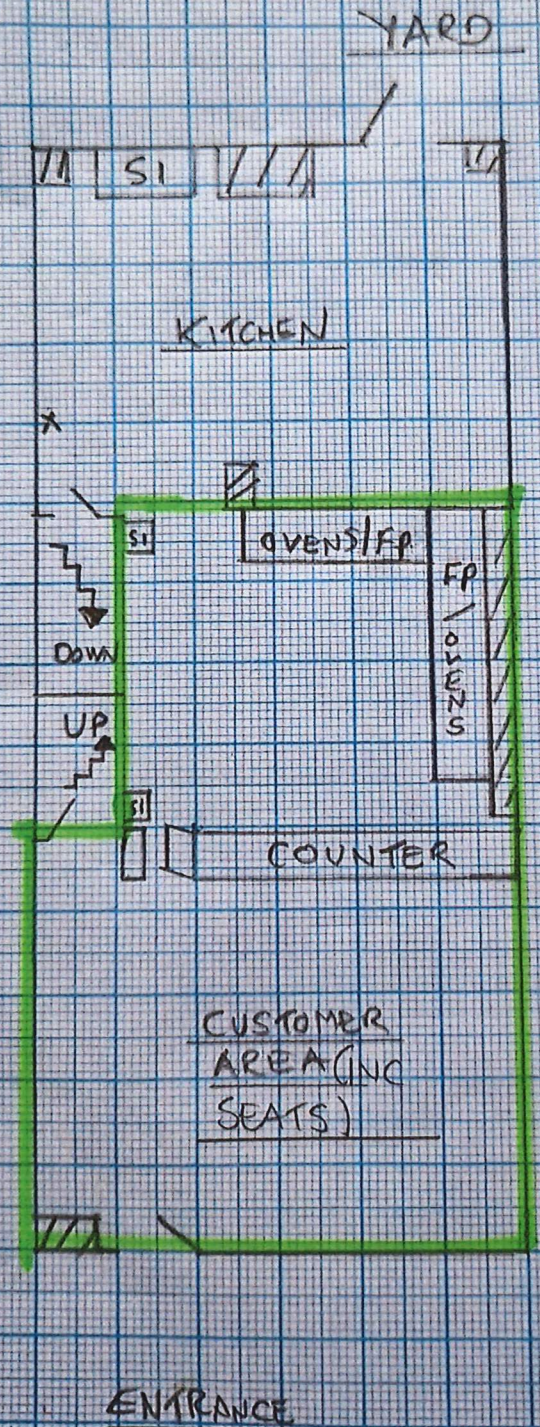 YARD
S1
KITCHEN
X
S1
OVENS/FP
FP/OVENS
DOWN
UP
S1
COUNTER
CUSTOMER
AREA (INC
SEATS)
ENTRANCE